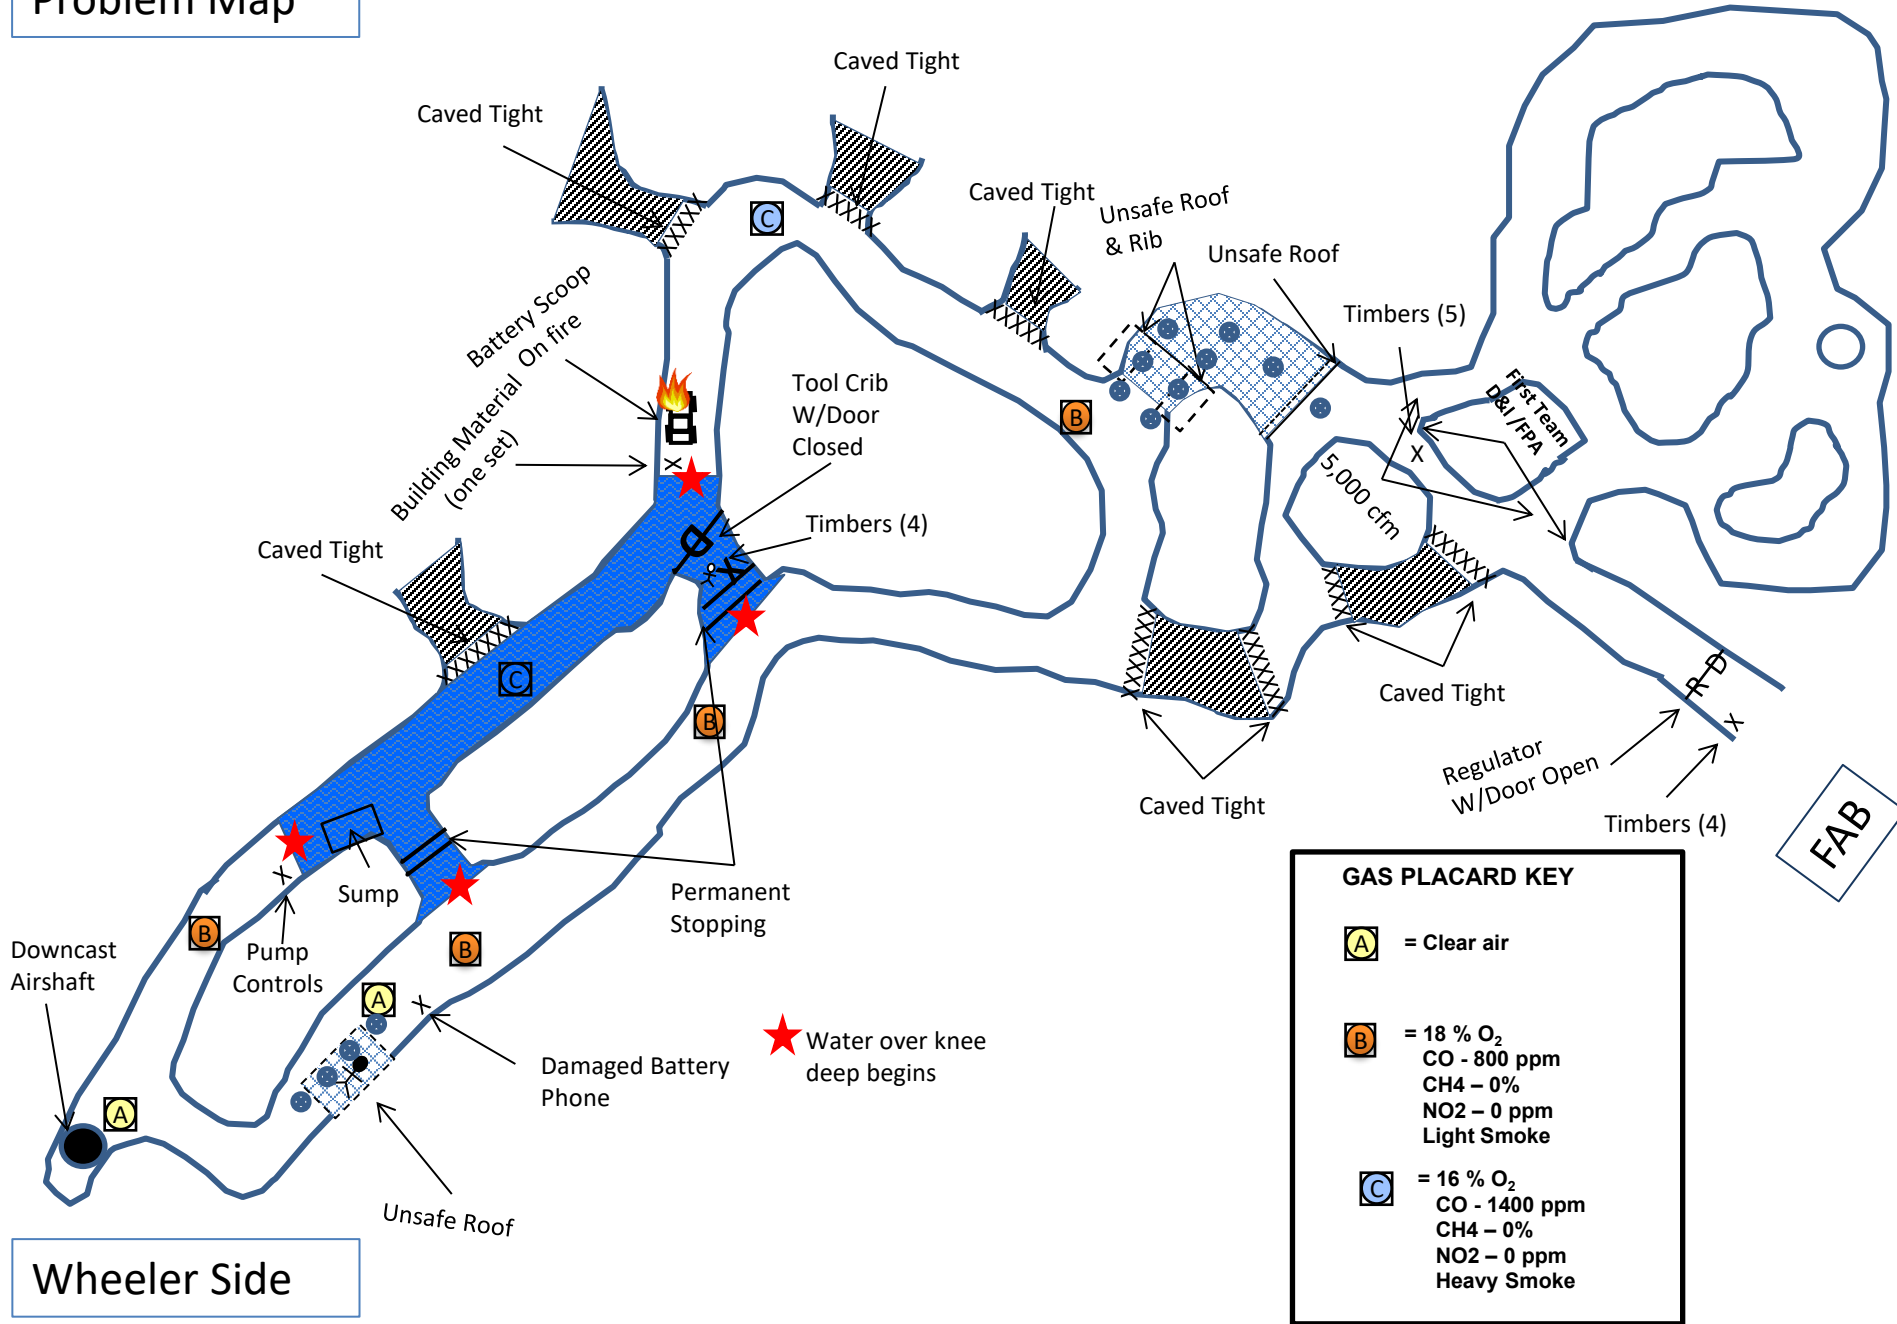 Problem Map
Caved Tight
Caved Tight
Caved Tight
Unsafe Roof
& Rib
Unsafe Roof
Timbers (5)
C
Battery Scoop
On fire
Building Material
(one set)
Tool Crib
W/Door
Closed
B
First Team
D&I /FPA
5,000 cfm
X
X
D
Timbers (4)
X
Caved Tight
C
B
Caved Tight
Caved Tight
R
D
X
Regulator
W/Door Open
Timbers (4)
FAB
Sump
X
Pump
Controls
Permanent
Stopping
B
B
Downcast
Airshaft
A
X
Damaged Battery
Phone
A
Unsafe Roof
Water over knee
deep begins
GAS PLACARD KEY
A = Clear air
B = 18 % O2
CO - 800 ppm
CH4 – 0%
NO2 – 0 ppm
Light Smoke
C = 16 % O2
CO - 1400 ppm
CH4 – 0%
NO2 – 0 ppm
Heavy Smoke
Wheeler Side